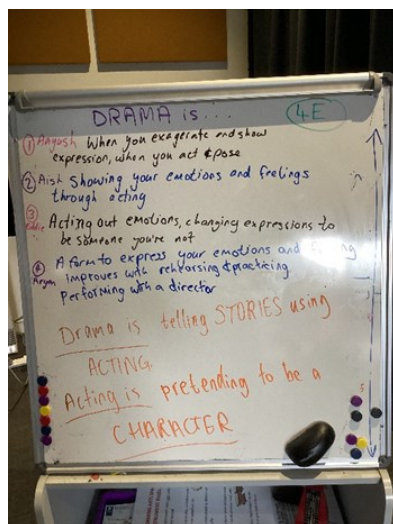 DRAMA is...
4E
① Angush When you exagerate and show
expression, when you act & pose
② Aish Showing your emotions and feelings
through acting
③ Acting out emotions, changing expressions to
be someone you're not
④ A form to express your emotions and
Aryan improves with rehearsing & practicing
Performing with a director
Drama is telling STORIES using
ACTING.
Acting is pretending to be a
CHARACTER